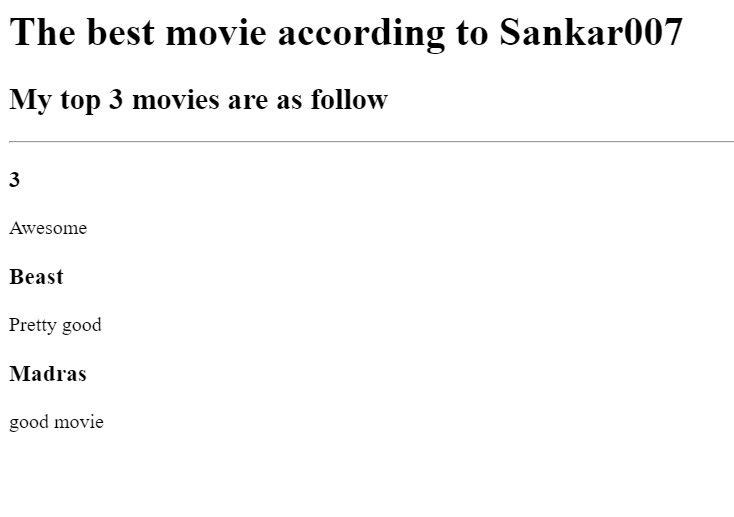 The best movie according to Sankar007
My top 3 movies are as follow
3
Awesome
Beast
Pretty good
Madras
good movie